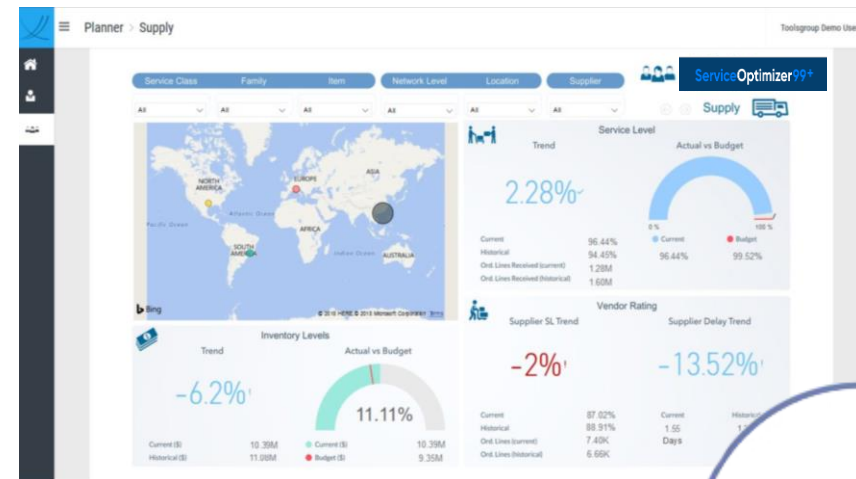 Planner > Supply
Toolsgroup Demo Use
Service Class Family Item Network Level Location Supplier
ServiceOptimizer99+
All All All All All All
Supply
NORTH AMERICA
EUROPE
ASIA
Pacific Ocean
Atlantic Ocean
AFRICA
SOUTH AMERICA
Indian Ocean
AUSTRALIA
Bing
Service Level
Trend
Actual vs Budget
2.28%
0 % 100 %
Current 96.44%
Historical 94.45%
Ord. Lines Received (current) 1.28M
Ord. Lines Received (historical) 1.60M
Current Budget
96.44% 99.52%
Inventory Levels
Trend
Actual vs Budget
-6.2%
11.11%
Current ($) 10.39M
Historical ($) 11.08M
Current ($) 10.39M
Budget ($) 9.35M
Vendor Rating
Supplier SL Trend
Supplier Delay Trend
-2%
-13.52%
Current 87.02%
Historical 88.91%
Ord. Lines (current) 7.40K
Ord. Lines (historical) 6.66K
Current
1.55
Days